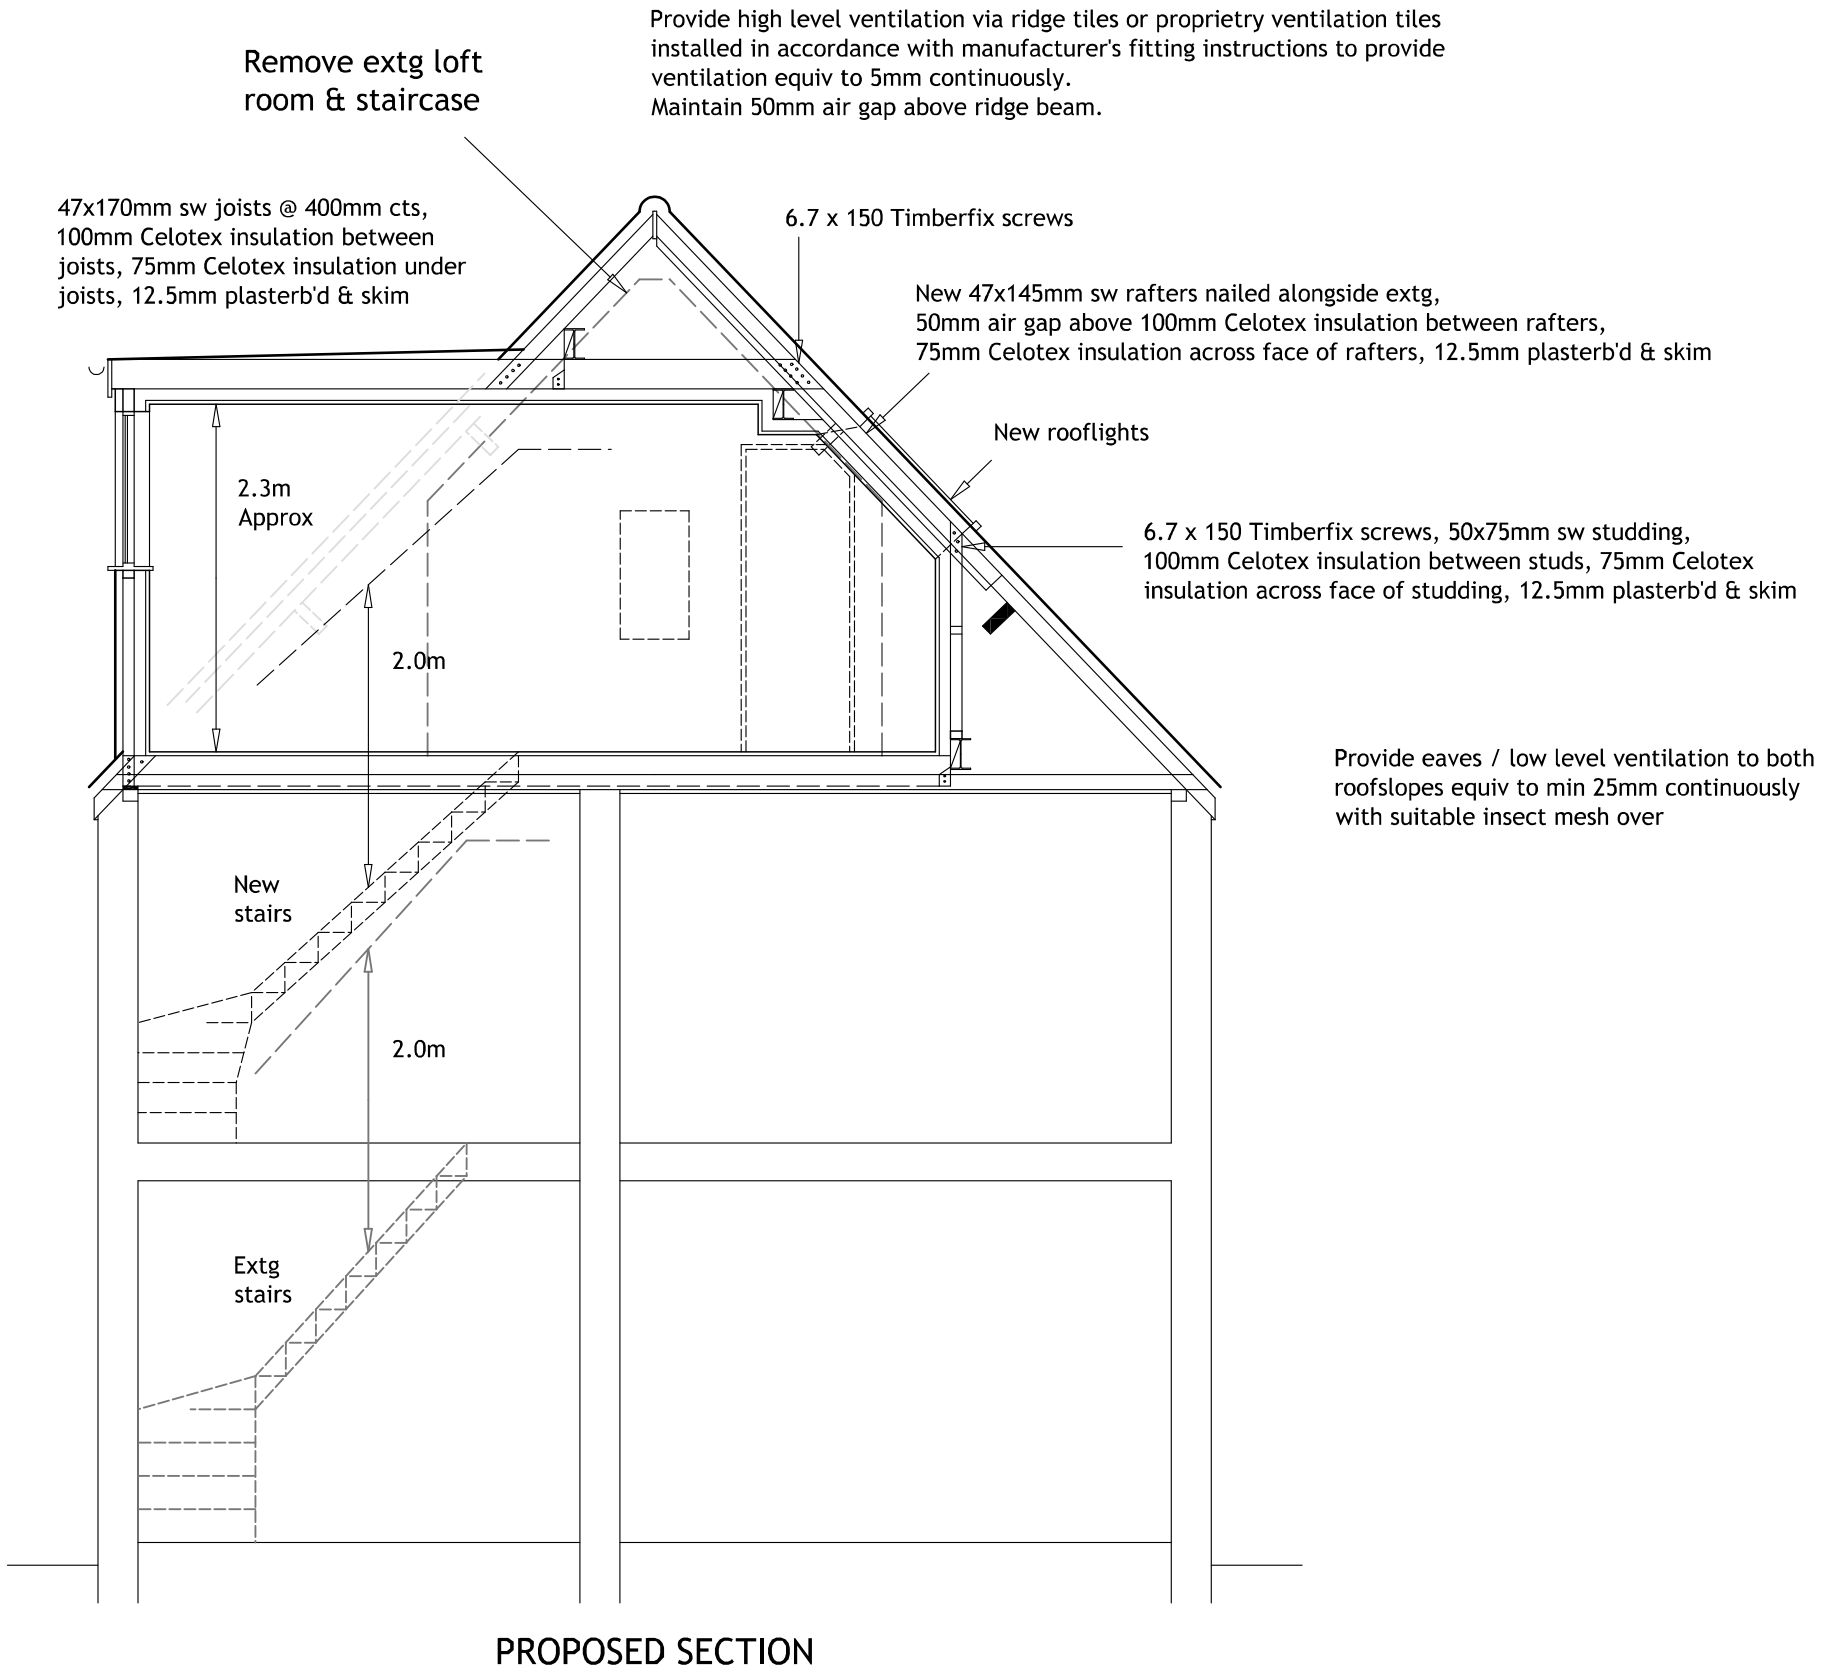 Provide high level ventilation via ridge tiles or proprietry ventilation tiles
installed in accordance with manufacturer's fitting instructions to provide
ventilation equiv to 5mm continuously.
Maintain 50mm air gap above ridge beam.
Remove extg loft
room & staircase
47x170mm sw joists @ 400mm cts,
100mm Celotex insulation between
joists, 75mm Celotex insulation under
joists, 12.5mm plasterb'd & skim
6.7 x 150 Timberfix screws
New 47x145mm sw rafters nailed alongside extg,
50mm air gap above 100mm Celotex insulation between rafters,
75mm Celotex insulation across face of rafters, 12.5mm plasterb'd & skim
New rooflights
2.3m
Approx
6.7 x 150 Timberfix screws, 50x75mm sw studding,
100mm Celotex insulation between studs, 75mm Celotex
insulation across face of studding, 12.5mm plasterb'd & skim
2.0m
Provide eaves / low level ventilation to both
roofslopes equiv to min 25mm continuously
with suitable insect mesh over
New
stairs
2.0m
Extg
stairs
PROPOSED SECTION